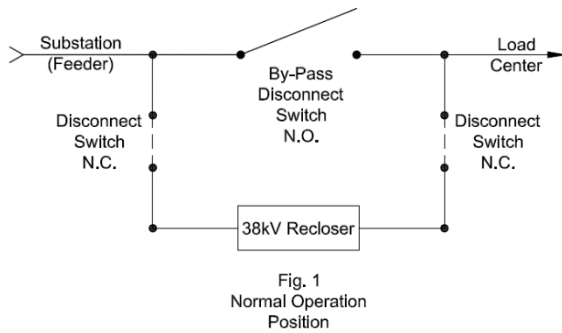 Substation
(Feeder)
Load
Center
By-Pass
Disconnect
Switch
N.O.
Disconnect
Switch
N.C.
Disconnect
Switch
N.C.
38kV Recloser
Fig. 1
Normal Operation
Position